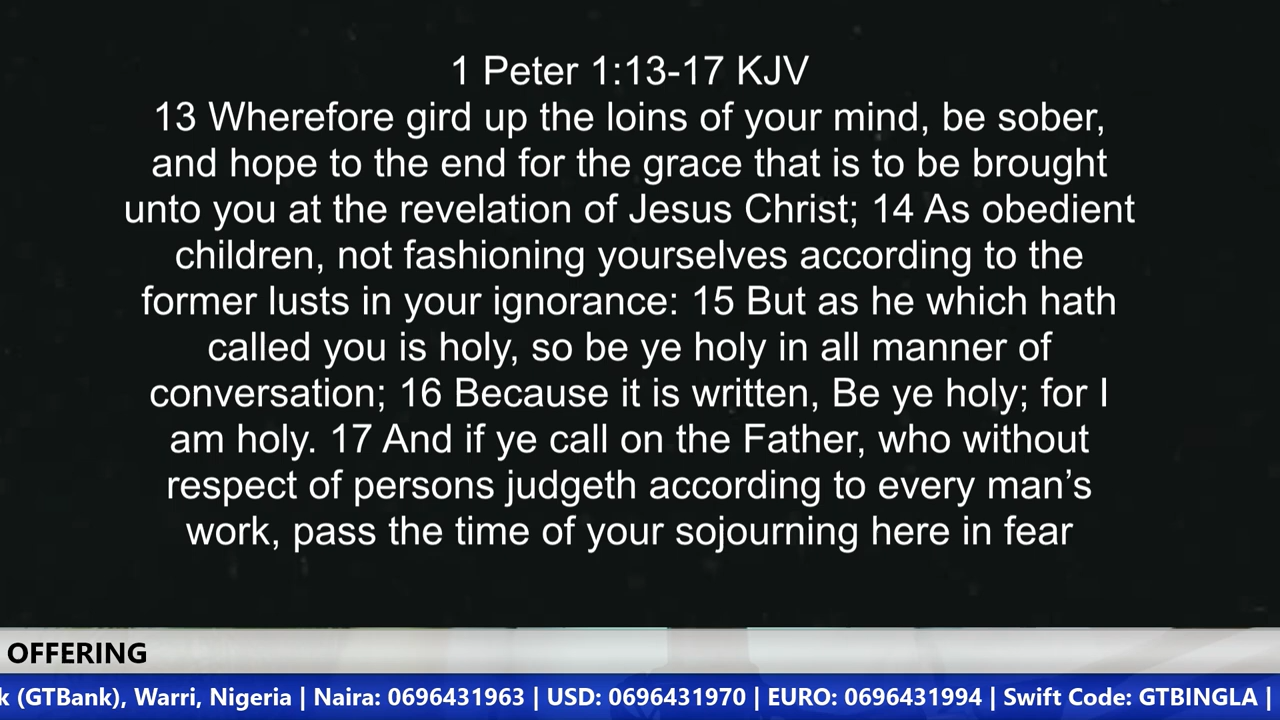 1 Peter 1:13-17 KJV
13 Wherefore gird up the loins of your mind, be sober,
and hope to the end for the grace that is to be brought
unto you at the revelation of Jesus Christ; 14 As obedient
children, not fashioning yourselves according to the
former lusts in your ignorance: 15 But as he which hath
called you is holy, so be ye holy in all manner of
conversation; 16 Because it is written, Be ye holy; for I
am holy. 17 And if ye call on the Father, who without
respect of persons judgeth according to every man’s
work, pass the time of your sojourning here in fear
OFFERING
k (GTBank), Warri, Nigeria | Naira: 0696431963 | USD: 0696431970 | EURO: 0696431994 | Swift Code: GTBINGLA |